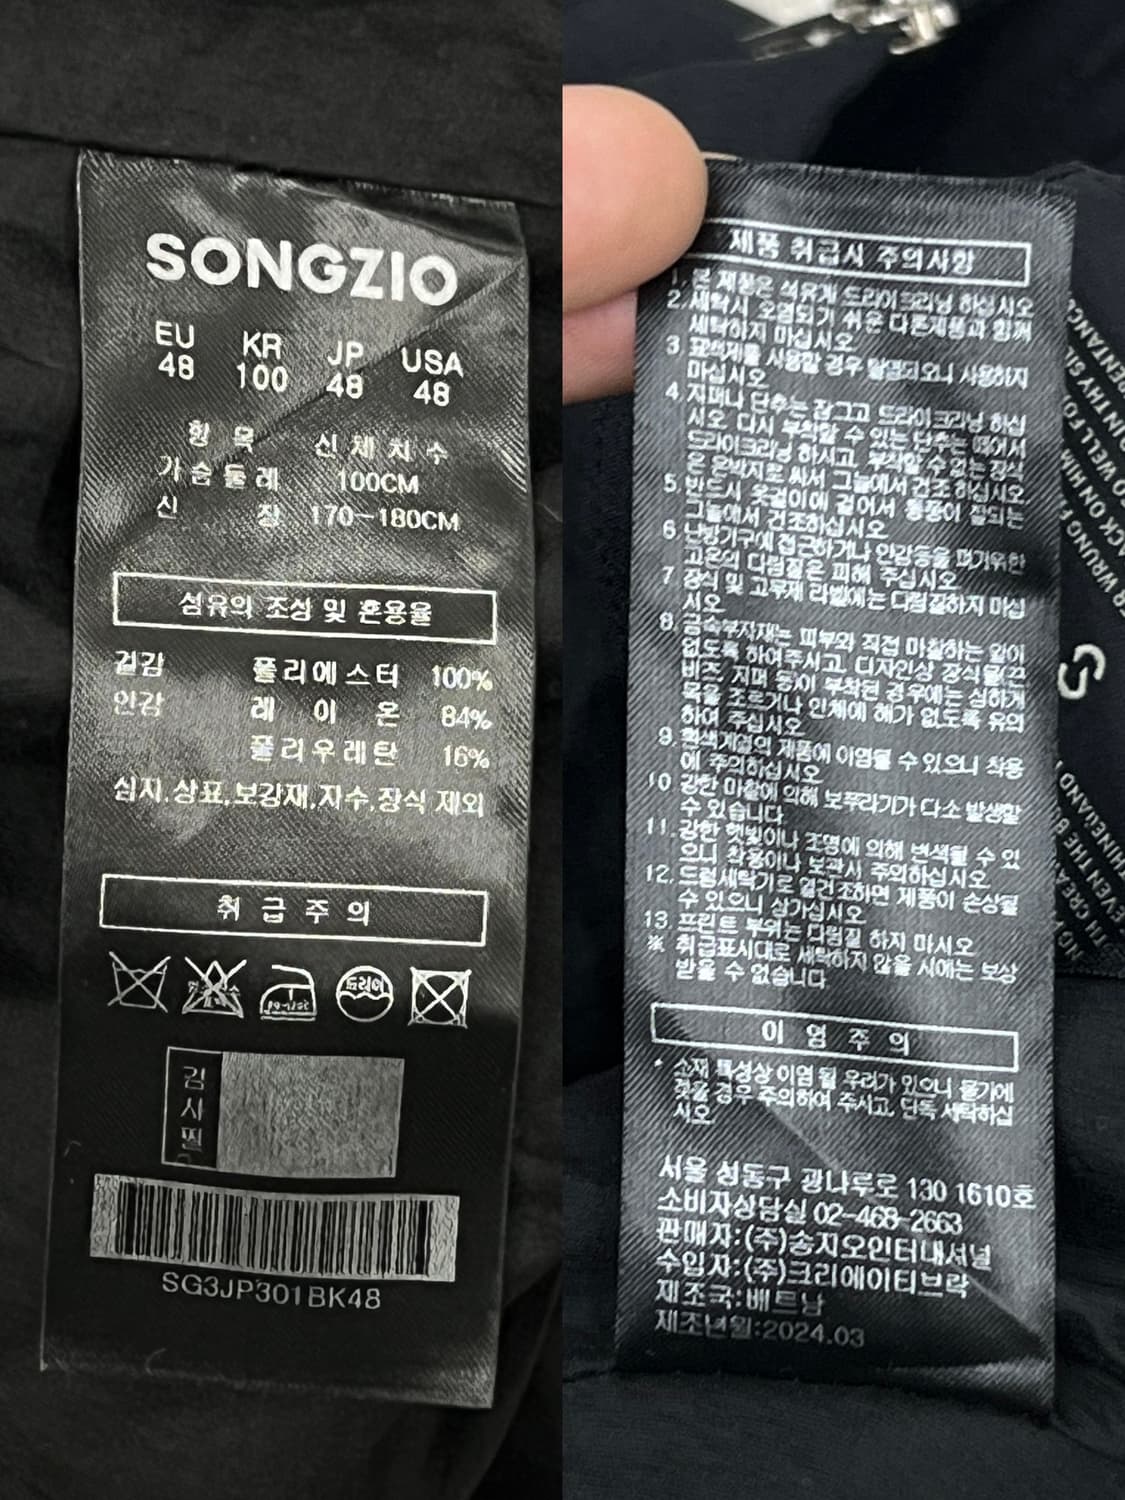 SONGZIO
EU KR JP USA
48 100 48 48
항 목 신체치수
가슴둘레 100CM
신 장 170-180CM
섬유의 조성 및 혼용율
겉감 폴리에스터 100%
안감 레 이 온 84%
폴리우레탄 16%
심지,상표,보강재,자수,장식 제외
취 급 주 의
드라이
검
사
필
SG3JP301BK48
제품 취급시 주의사항
1. 본 제품은 석유계 드라이 크리닝 하십시오
2. 세탁시 오염되기 쉬운 다른제품과 함께
세탁하지 마십시오
3 표백제를 사용할 경우 탈염되오니 사용하지
마십시오
4. 지퍼나 단추는 잠그고 드라이크리닝 하십
시오 다시 부착할 수 있는 단추는 떼어서
드라이크리닝 하시고, 부착할 수 없는 장식
은 은박지로 싸서 그늘에서 건조하십시오
5. 반드시 옷걸이에 걸어서 통풍이 잘되는
그늘에서 건조하십시오
6. 난방기구에 접근하거나 인감등을 펴기위한
고온의 다림질은 피해 주십시오
7 장식 및 고무제 라벨에는 다림질하지 마십
시오
8. 금속부자재는 피부와 직접 마찰하는 일이
없도록 하여주시고, 디자인상 장식물(끈
비즈, 지퍼 등)이 부착된 경우에는 심하게
목을 조르거나 인체에 해가 없도록 유의
하여 주십시오
9. 흰색계열의 제품에 이염될 수 있으니 착용
에 주의하십시오
10 강한 마찰에 의해 보푸라기가 다소 발생할
수 있습니다
11. 강한 햇빛이나 조명에 의해 변색될 수 있
으니 착용이나 보관시 주의하십시오
12. 드럼세탁기로 열건조하면 제품이 손상될
수 있으니 삼가십시오
13. 프린트 부위는 다림질 하지 마시오
※ 취급표시대로 세탁하지 않을 시에는 보상
받을 수 없습니다
이 염 주 의
* 소재 특성상 이염 될 우려가 있으니 물기에
젖을 경우 주의하여 주시고, 단독 세탁하십
시오
서울 성동구 광나루로 130 1610호
소비자상담실 02-468-2663
판매자:(주)송지오인터내셔널
수입자:(주)크리에이티브락
제조국:베트남
제조년월:2024.03